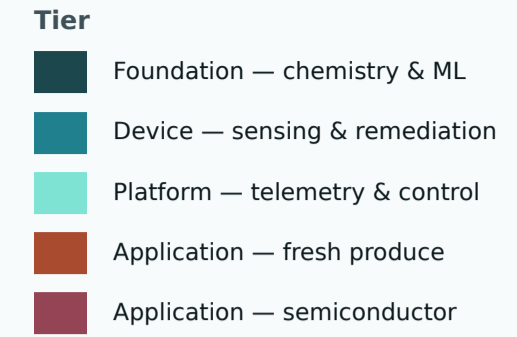 Tier
Foundation — chemistry & ML
Device — sensing & remediation
Platform — telemetry & control
Application — fresh produce
Application — semiconductor